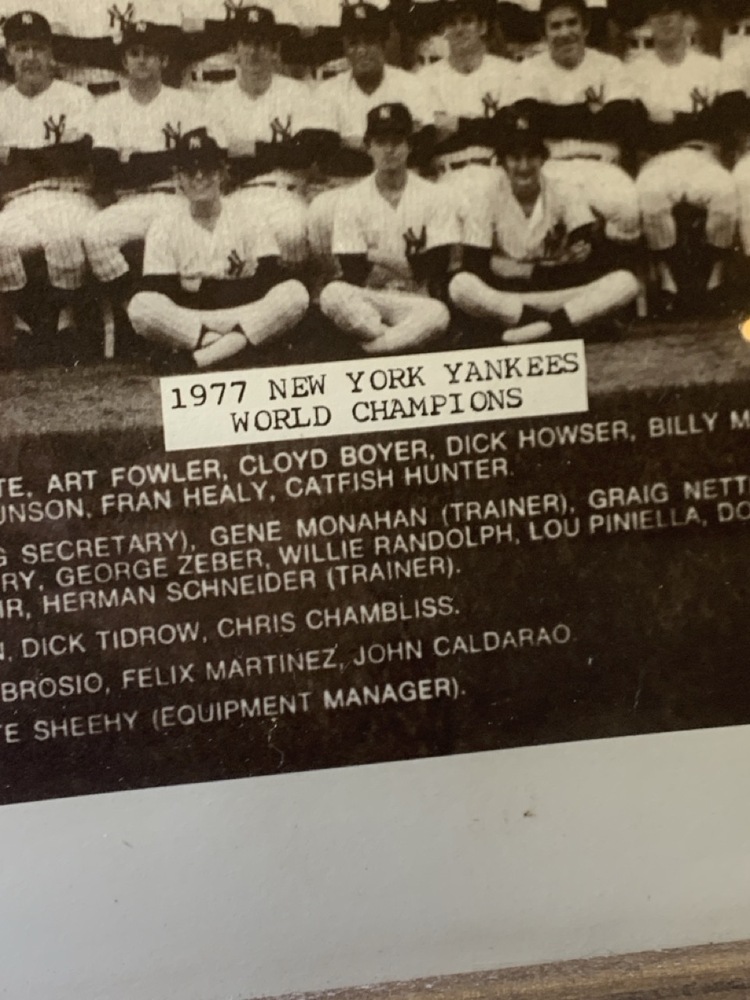 1977 NEW YORK YANKEES
WORLD CHAMPIONS
TE, ART FOWLER, CLOYD BOYER, DICK HOWSER, BILLY M
UNSON, FRAN HEALY, CATFISH HUNTER.
G SECRETARY), GENE MONAHAN (TRAINER), GRAIG NETT
RY, GEORGE ZEBER, WILLIE RANDOLPH, LOU PINIELLA, DO
IR, HERMAN SCHNEIDER (TRAINER).
N, DICK TIDROW, CHRIS CHAMBLISS.
BROSIO, FELIX MARTINEZ, JOHN CALDARAO.
TE SHEEHY (EQUIPMENT MANAGER).